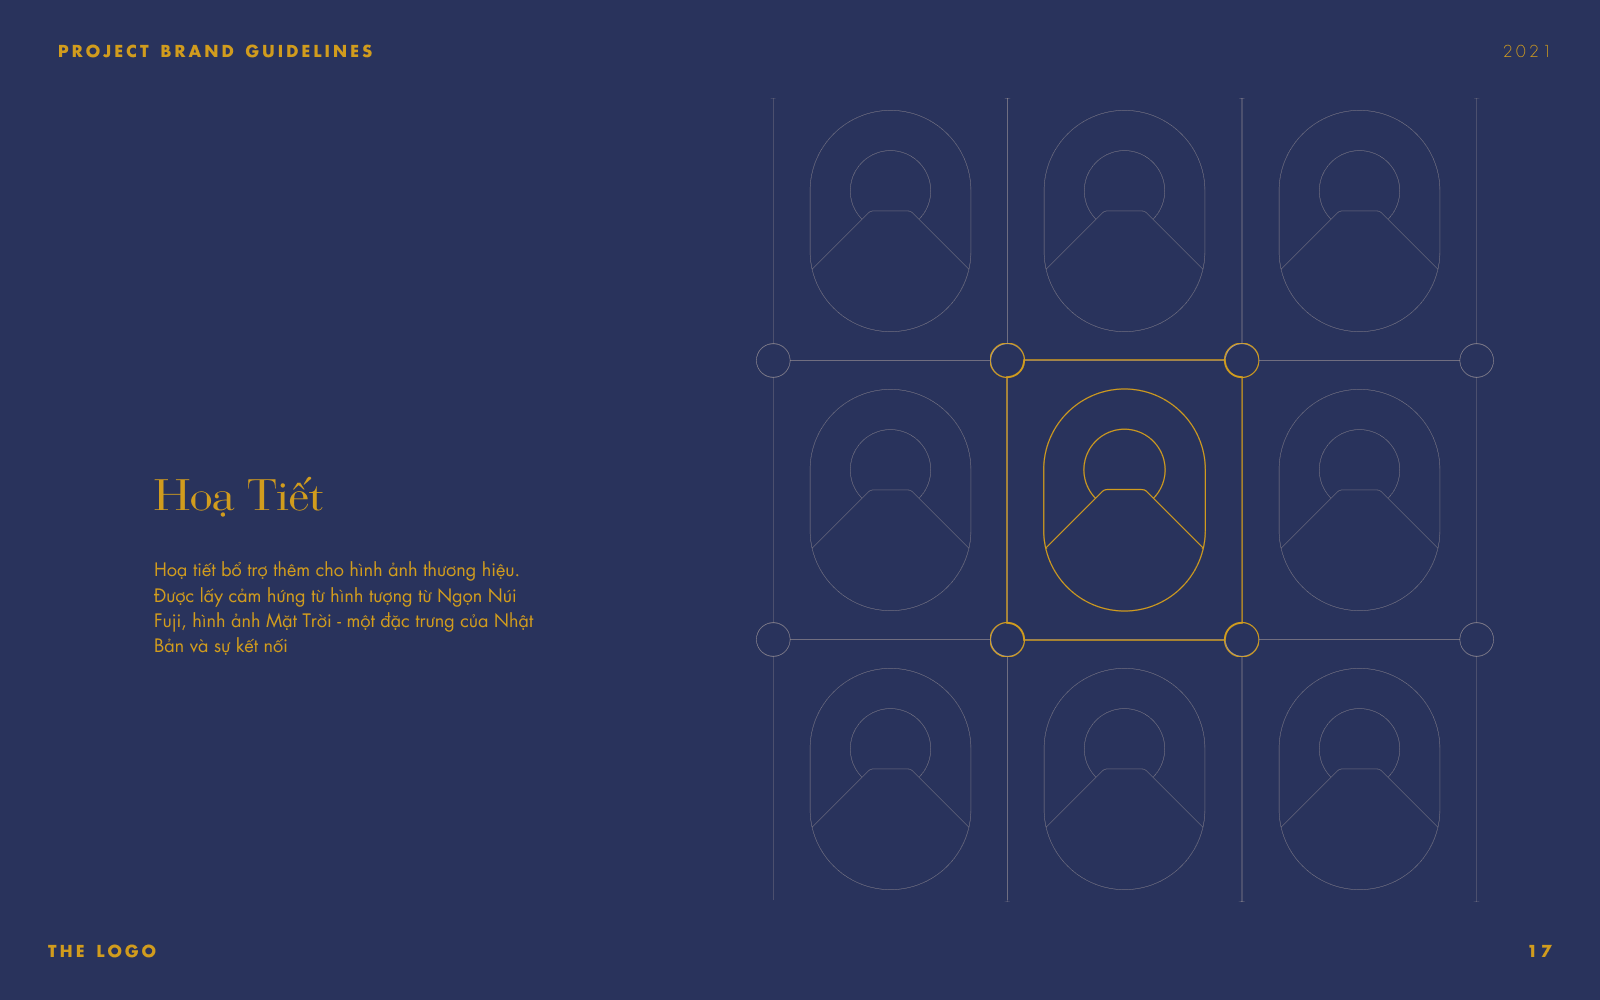 PROJECT BRAND GUIDELINES
2021
Hoạ Tiết
Hoạ tiết bổ trợ thêm cho hình ảnh thương hiệu.
Được lấy cảm hứng từ hình tượng từ Ngọn Núi
Fuji, hình ảnh Mặt Trời - một đặc trưng của Nhật
Bản và sự kết nối
THE LOGO
17